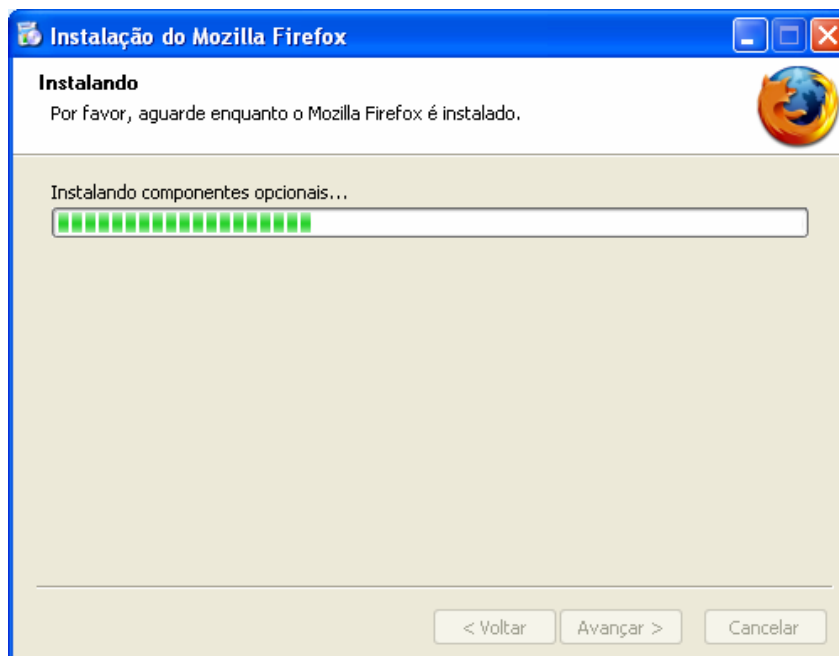 Instalação do Mozilla Firefox
Instalando
Por favor, aguarde enquanto o Mozilla Firefox é instalado.
Instalando componentes opcionais...
< Voltar
Avançar >
Cancelar